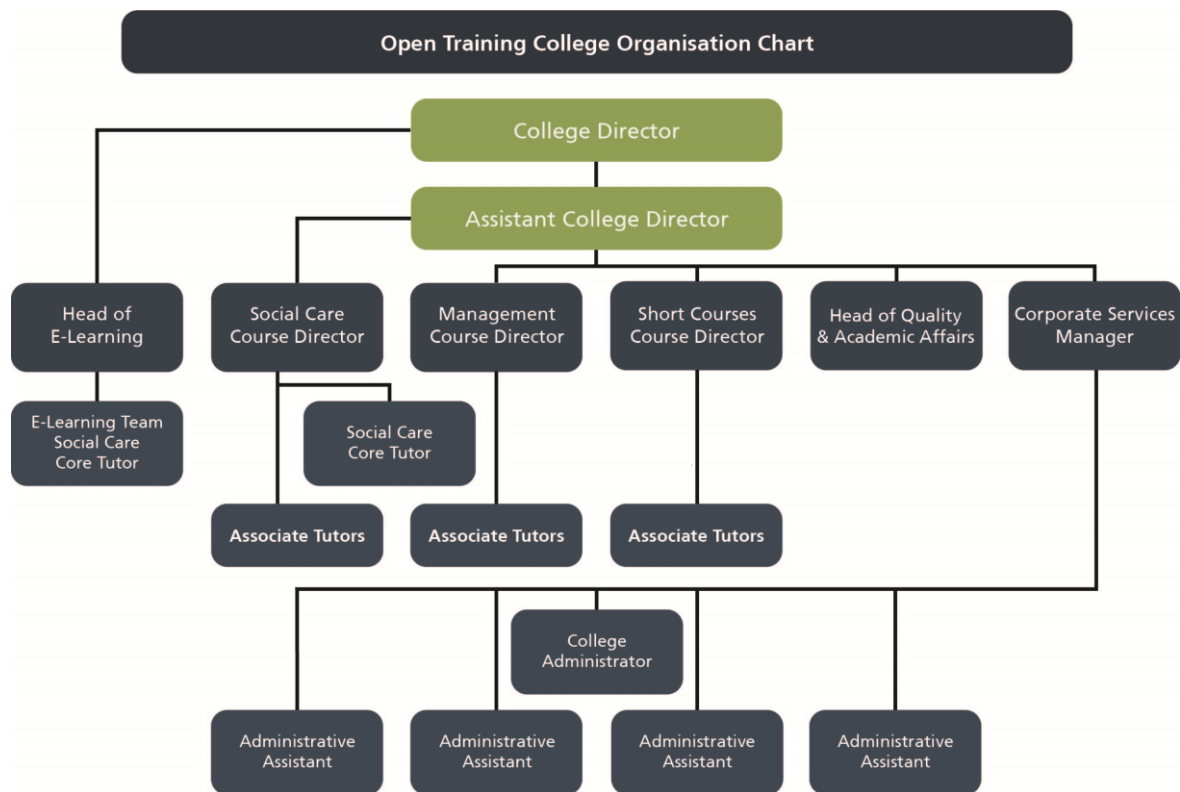 Open Training College Organisation Chart
College Director
Assistant College Director
Head of
E-Learning
Social Care
Course Director
Management
Course Director
Short Courses
Course Director
Head of Quality
& Academic Affairs
Corporate Services
Manager
E-Learning Team
Social Care
Core Tutor
Social Care
Core Tutor
Associate Tutors
Associate Tutors
Associate Tutors
College
Administrator
Administrative
Assistant
Administrative
Assistant
Administrative
Assistant
Administrative
Assistant